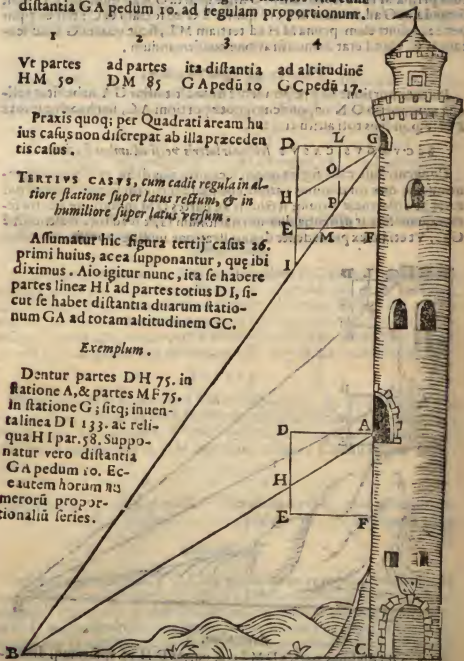 distantia GA pedum 10. ad regulam proportionum.
1 2 3 4
Vt partes ad partes ita distantia ad altitudinē
HM 50 DM 85 GA pedū 10 GC pedū 17.
Praxis quoq; per Quadrati aream hu
ius casus non discrepat ab illa præceden
tis casus.
TERTIVS CASVS, cum cadit regula in al-
tiore statione super latus rectum, & in
humiliore super latus versum.
Assumatur hic figura tertij casus 26.
primi huius, ac ea supponantur, quę ibi
diximus. Aio igitur nunc, ita se habere
partes lineæ HI ad partes totius DI, si-
cut se habet distantia duarum statio-
num GA ad totam altitudinem GC.
Exemplum.
Dentur partes DH 75. in
statione A, & partes MF 75.
in statione G; sitq; inuen-
ta linea DI 133. ac reli-
qua HI par. 58. Suppo-
natur vero distantia
GA pedum 10. Ec-
ce autem horum nu
merorū propor-
tionaliū series.
D L G
O
H P
E M F
I
D A
H
E F
B C